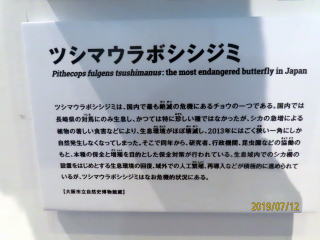 ツシマウラボシシジミ
Pithecops fulgens tsushimanus: the most endangered butterfly in Japan
ツシマウラボシシジミは、国内で最も絶滅の危機にあるチョウの一つである。国内では
長崎県の対馬にのみ生息し、かつては特に珍しい種ではなかったが、シカの急増による
植物の著しい食害などにより、生息環境がほぼ壊滅し、2013年にはごく狭い一角にしか
自然発生しなくなってしまった。そこで同年から、研究者、行政機関、昆虫園などの協働の
もと、本種の保全と増殖を目的とした保全対策が行われている。生息域内でのシカ柵の
設置をはじめとする生息環境の回復、域外での人工繁殖、再導入などが積極的に進められて
いるが、ツシマウラボシシジミはなお危機的状況にある。
【大阪市立自然史博物館蔵】
2019/07/12